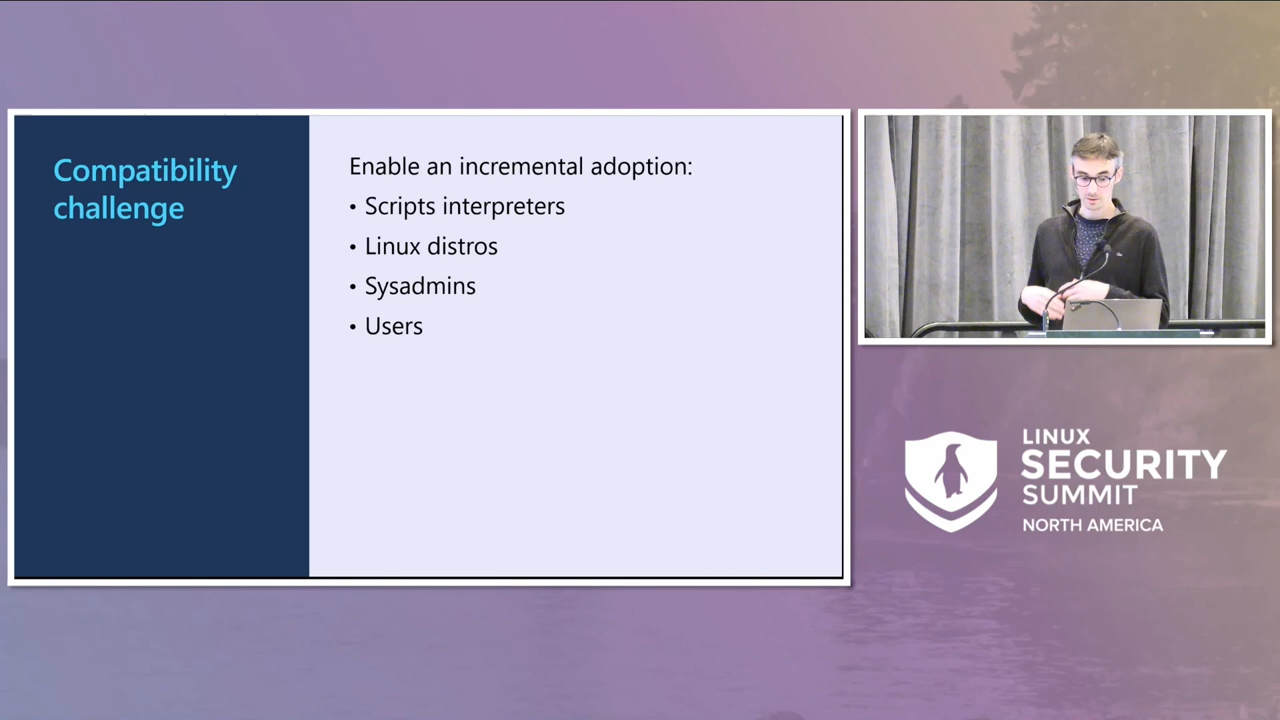 Compatibility
challenge
Enable an incremental adoption:
• Scripts interpreters
• Linux distros
• Sysadmins
• Users
LINUX
SECURITY
SUMMIT
NORTH AMERICA